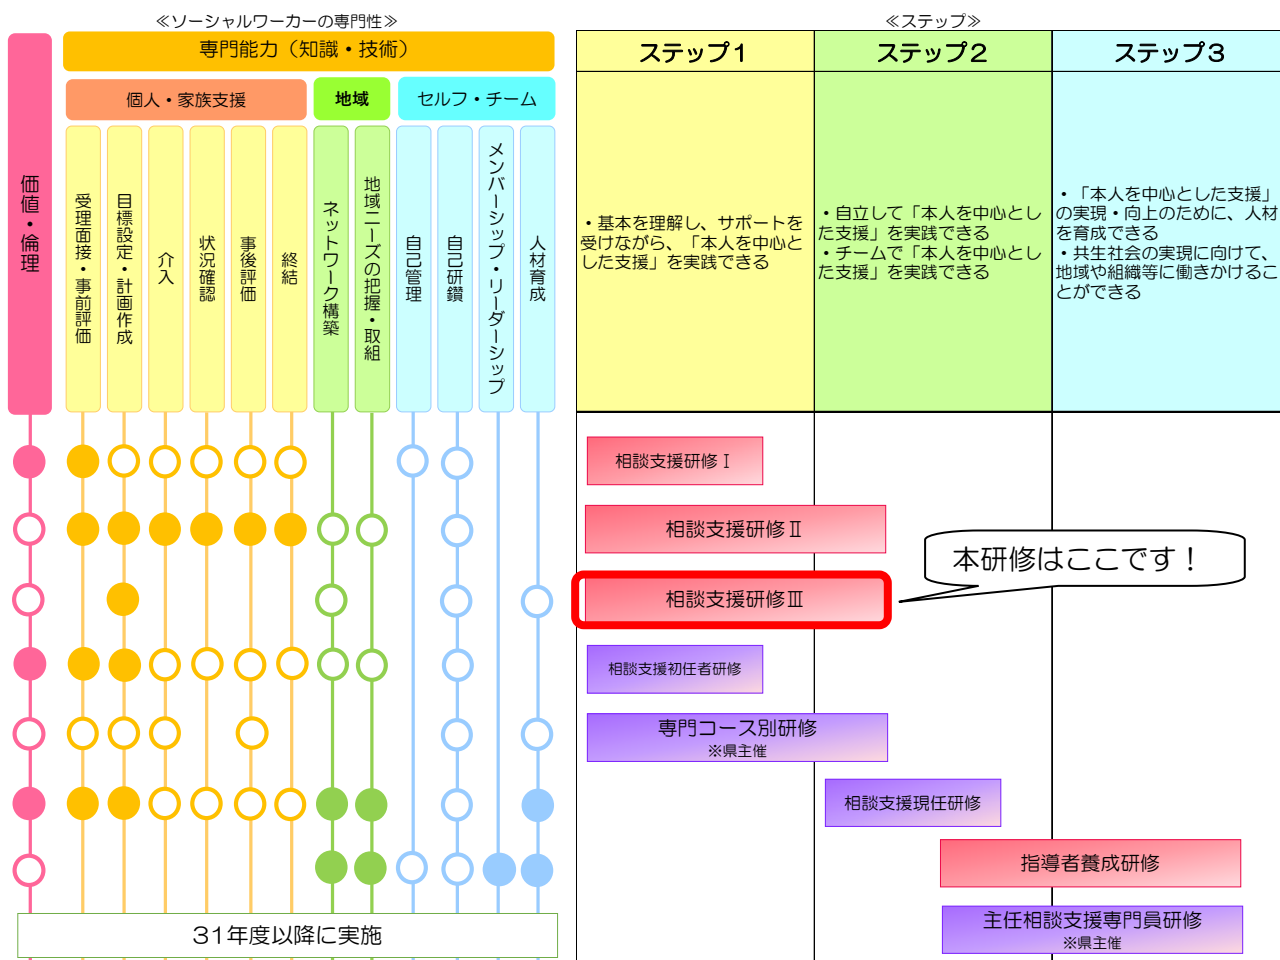 ≪ソーシャルワーカーの専門性≫
≪ステップ≫
価値・倫理
専門能力（知識・技術）
個人・家族支援
地域
セルフ・チーム
受理面接・事前評価
目標設定・計画作成
介入
状況確認
事後評価
終結
ネットワーク構築
地域ニーズの把握・取組
自己管理
自己研鑽
メンバーシップ・リーダーシップ
人材育成
ステップ1
ステップ2
ステップ3
・基本を理解し、サポートを
受けながら、「本人を中心と
した支援」を実践できる
・自立して「本人を中心とし
た支援」を実践できる
・チームで「本人を中心とし
た支援」を実践できる
・「本人を中心とした支援」
の実現・向上のために、人材
を育成できる
・共生社会の実現に向けて、
地域や組織等に働きかけるこ
とができる
相談支援研修Ⅰ
相談支援研修Ⅱ
本研修はここです！
相談支援研修Ⅲ
相談支援初任者研修
専門コース別研修
※県主催
相談支援現任研修
指導者養成研修
主任相談支援専門員研修
※県主催
31年度以降に実施